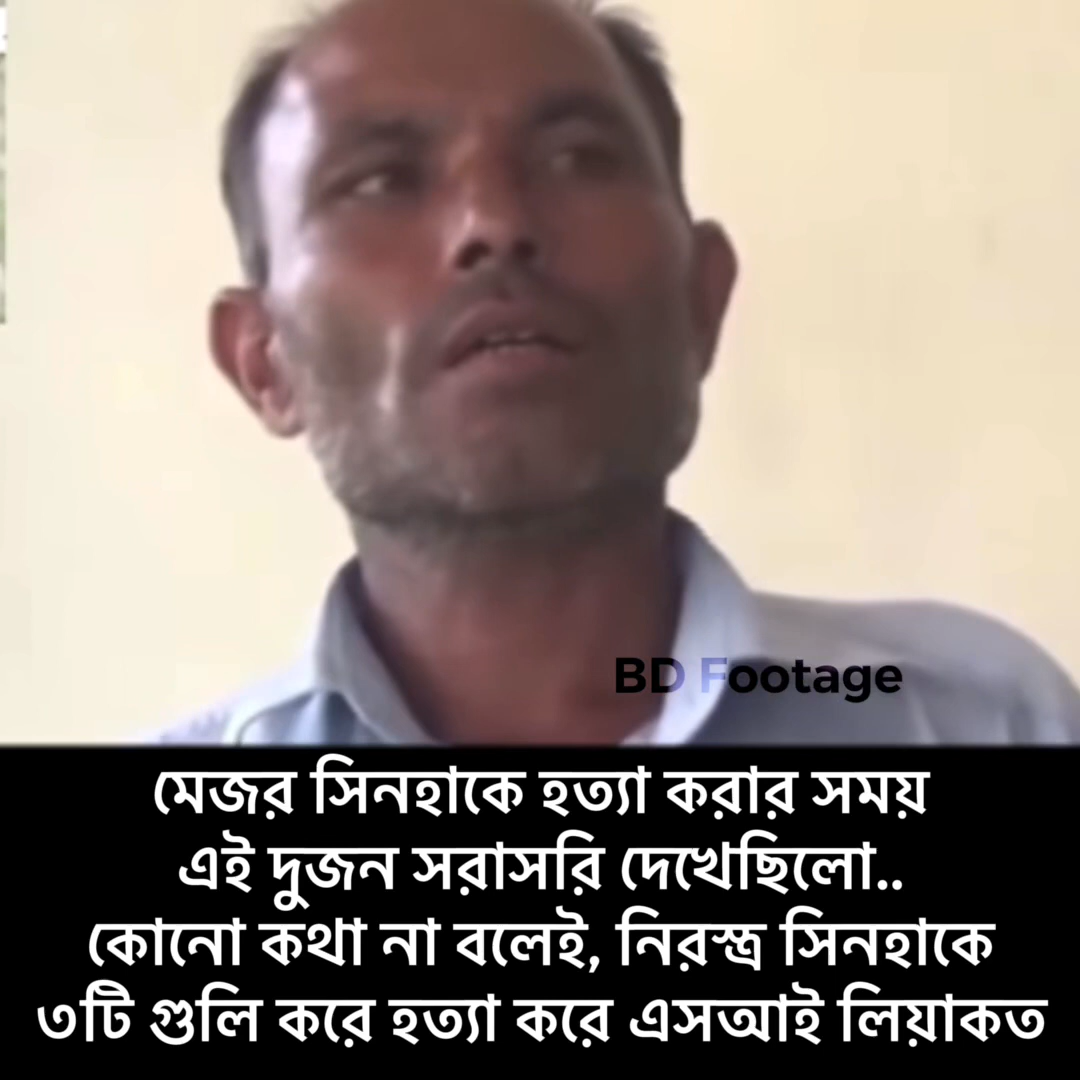 BD Footage
মেজর সিনহাকে হত্যা করার সময়
এই দুজন সরাসরি দেখেছিলো..
কোনো কথা না বলেই, নিরস্ত্র সিনহাকে
৩টি গুলি করে হত্যা করে এসআই লিয়াকত